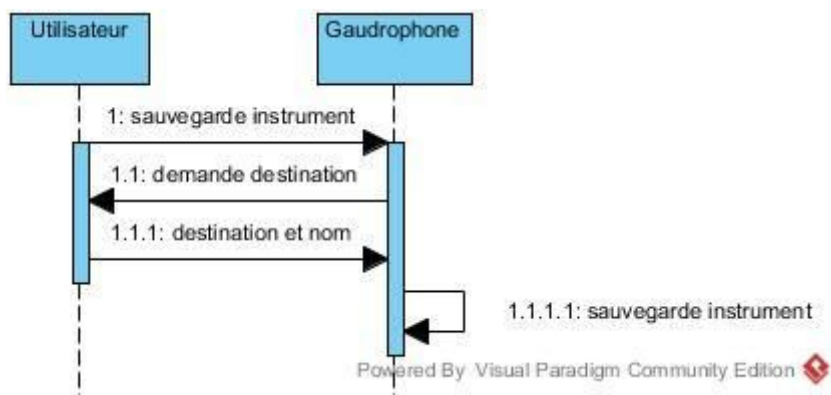 Utilisateur
Gaudrophone
1: sauvegarde instrument
1.1: demande destination
1.1.1: destination et nom
1.1.1.1: sauvegarde instrument
Powered By Visual Paradigm Community Edition